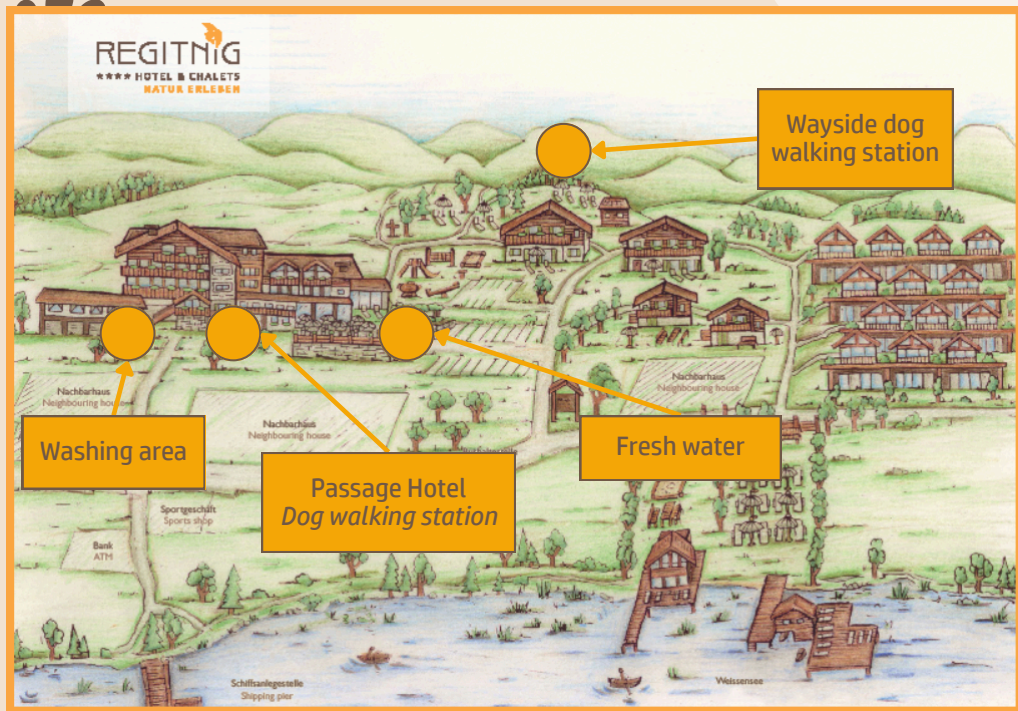 REGITNIG
**** HOTEL & CHALETS
NATUR ERLEBEN
Wayside dog
walking station
Nachbarhaus
Neighbouring house
Nachbarhaus
Neighbouring hou
Nachbarhaus
Neighbouring house
Washing area
Fresh water
Passage Hotel
Dog walking station
Sportgeschäft
Sports shop
Bank
ATM
Schiffsanlegestelle
Shipping pier
Weissensee